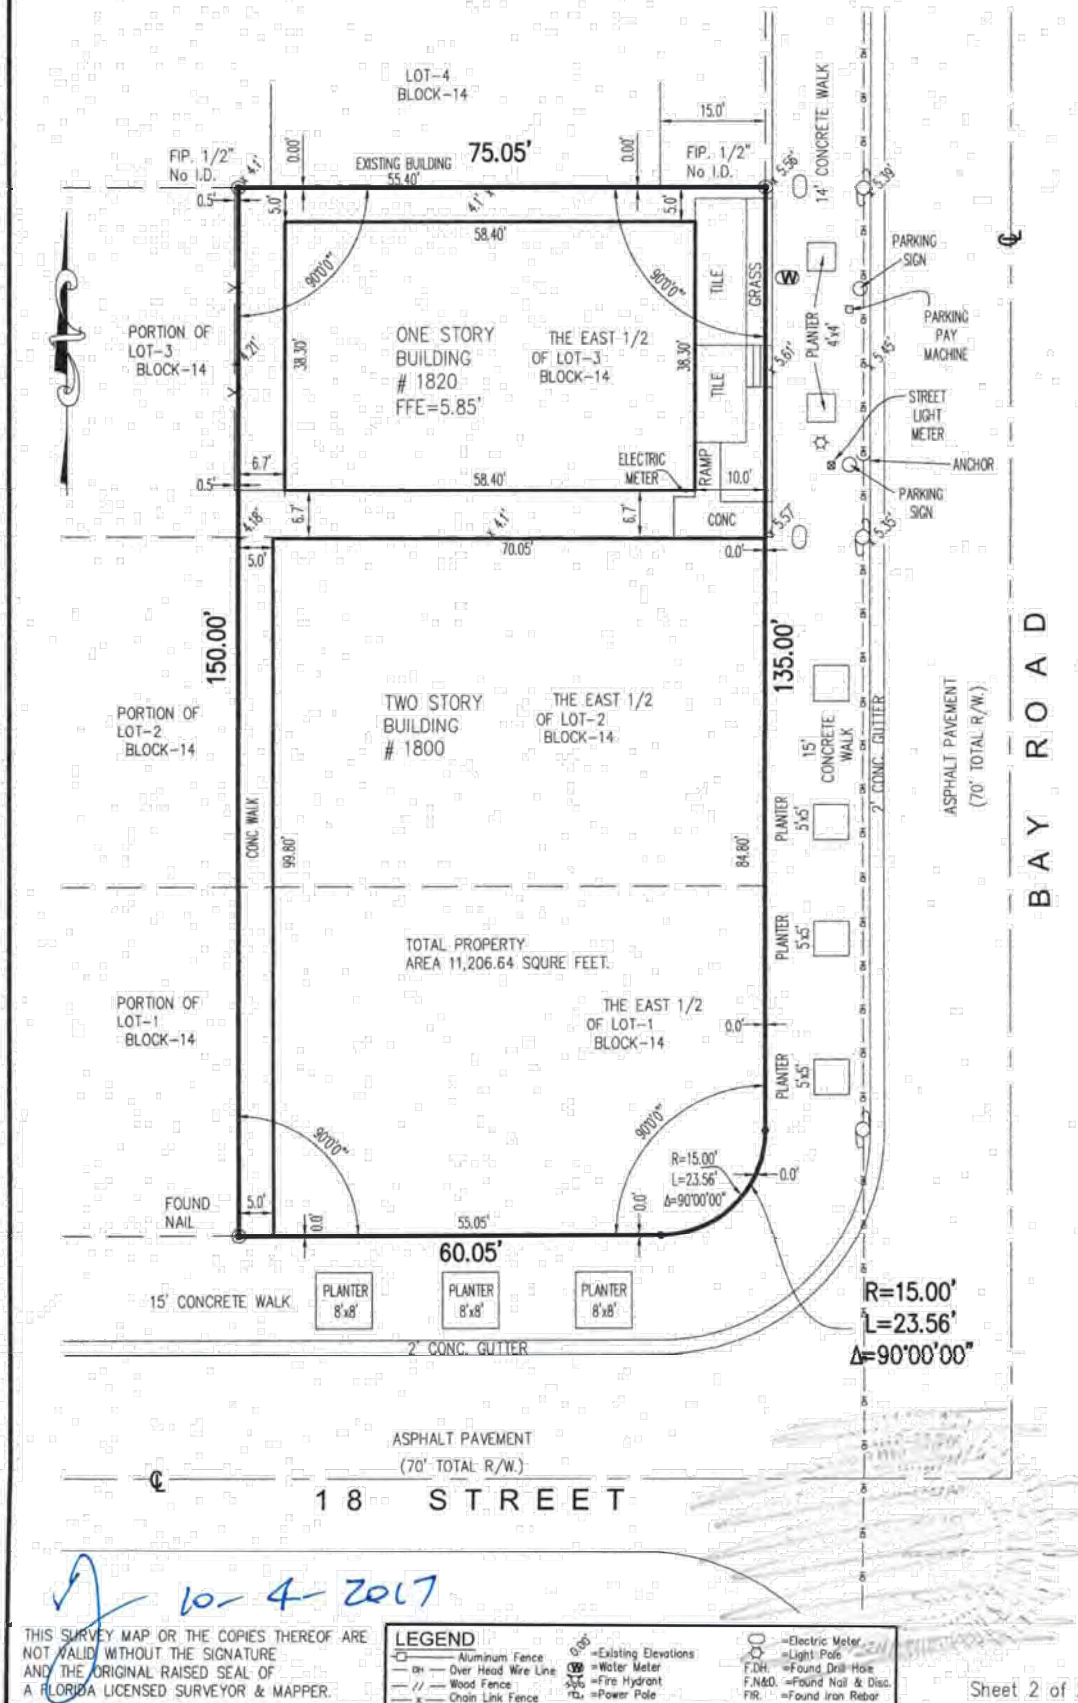 LOT-4
BLOCK-14
14' CONCRETE WALK
15.0'
FIP. 1/2"
No I.D.
4.1'
0.00'
EXISTING BUILDING
55.40'
75.05'
0.00'
FIP. 1/2"
No I.D.
5.56'
5.39'
0.5'
5.0'
4.1'
5.0'
58.40'
90°0'0"
90°0'0"
TILE
GRASS
W
PARKING
SIGN
PLANTER
4'x4'
PARKING
PAY
MACHINE
PORTION OF
LOT-3
BLOCK-14
4.21'
38.30'
ONE STORY
BUILDING
# 1820
FFE=5.85'
THE EAST 1/2
OF LOT-3
BLOCK-14
38.30'
TILE
5.61'
5.45'
STREET
LIGHT
METER
ANCHOR
PARKING
SIGN
6.7'
0.5'
58.40'
ELECTRIC
METER
RAMP
10.0'
CONC
4.18'
6.7'
4.1'
6.7'
5.57'
5.35'
5.0'
70.05'
0.0'
150.00'
135.00'
PORTION OF
LOT-2
BLOCK-14
TWO STORY
BUILDING
# 1800
THE EAST 1/2
OF LOT-2
BLOCK-14
15'
CONCRETE
WALK
2' CONC. GUTTER
ASPHALT PAVEMENT
(70' TOTAL R/W.)
BAY ROAD
CONC WALK
99.80'
84.80'
PLANTER
5'x5'
TOTAL PROPERTY
AREA 11,206.64 SQURE FEET.
PLANTER
5'x5'
PORTION OF
LOT-1
BLOCK-14
THE EAST 1/2
OF LOT-1
BLOCK-14
0.0'
PLANTER
5'x5'
90°0'0"
90°0'0"
R=15.00'
L=23.56'
Δ=90°00'00"
0.0'
FOUND
NAIL
5.0'
0.0'
55.05'
0.0'
60.05'
15' CONCRETE WALK
PLANTER
8'x8'
PLANTER
8'x8'
PLANTER
8'x8'
R=15.00'
L=23.56'
Δ=90°00'00"
2' CONC. GUTTER
ASPHALT PAVEMENT
(70' TOTAL R/W.)
18 STREET
10-4-2017
THIS SURVEY MAP OR THE COPIES THEREOF ARE
NOT VALID WITHOUT THE SIGNATURE
AND THE ORIGINAL RAISED SEAL OF
A FLORIDA LICENSED SURVEYOR & MAPPER.
LEGEND
Aluminum Fence
OH Over Head Wire Line
// Wood Fence
x Chain Link Fence
0.00' =Existing Elevations
W =Water Meter
=Fire Hydrant
=Power Pole
=Electric Meter
=Light Pole
F.DH. =Found Drill Hole
F.N&D. =Found Nail & Disc.
FIR. =Found Iron Rebar
Sheet 2 of